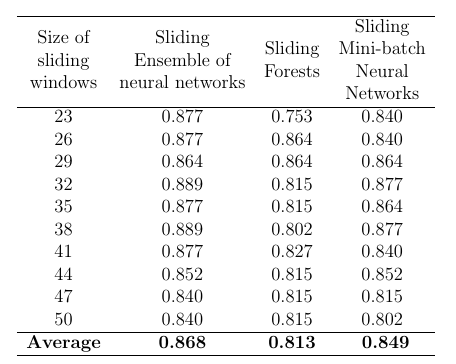 Size of sliding windows Sliding Ensemble of neural networks Sliding Forests Sliding Mini-batch Neural Networks
23 0.877 0.753 0.840
26 0.877 0.864 0.840
29 0.864 0.864 0.864
32 0.889 0.815 0.877
35 0.877 0.815 0.864
38 0.889 0.802 0.877
41 0.877 0.827 0.840
44 0.852 0.815 0.852
47 0.840 0.815 0.815
50 0.840 0.815 0.802
Average 0.868 0.813 0.849